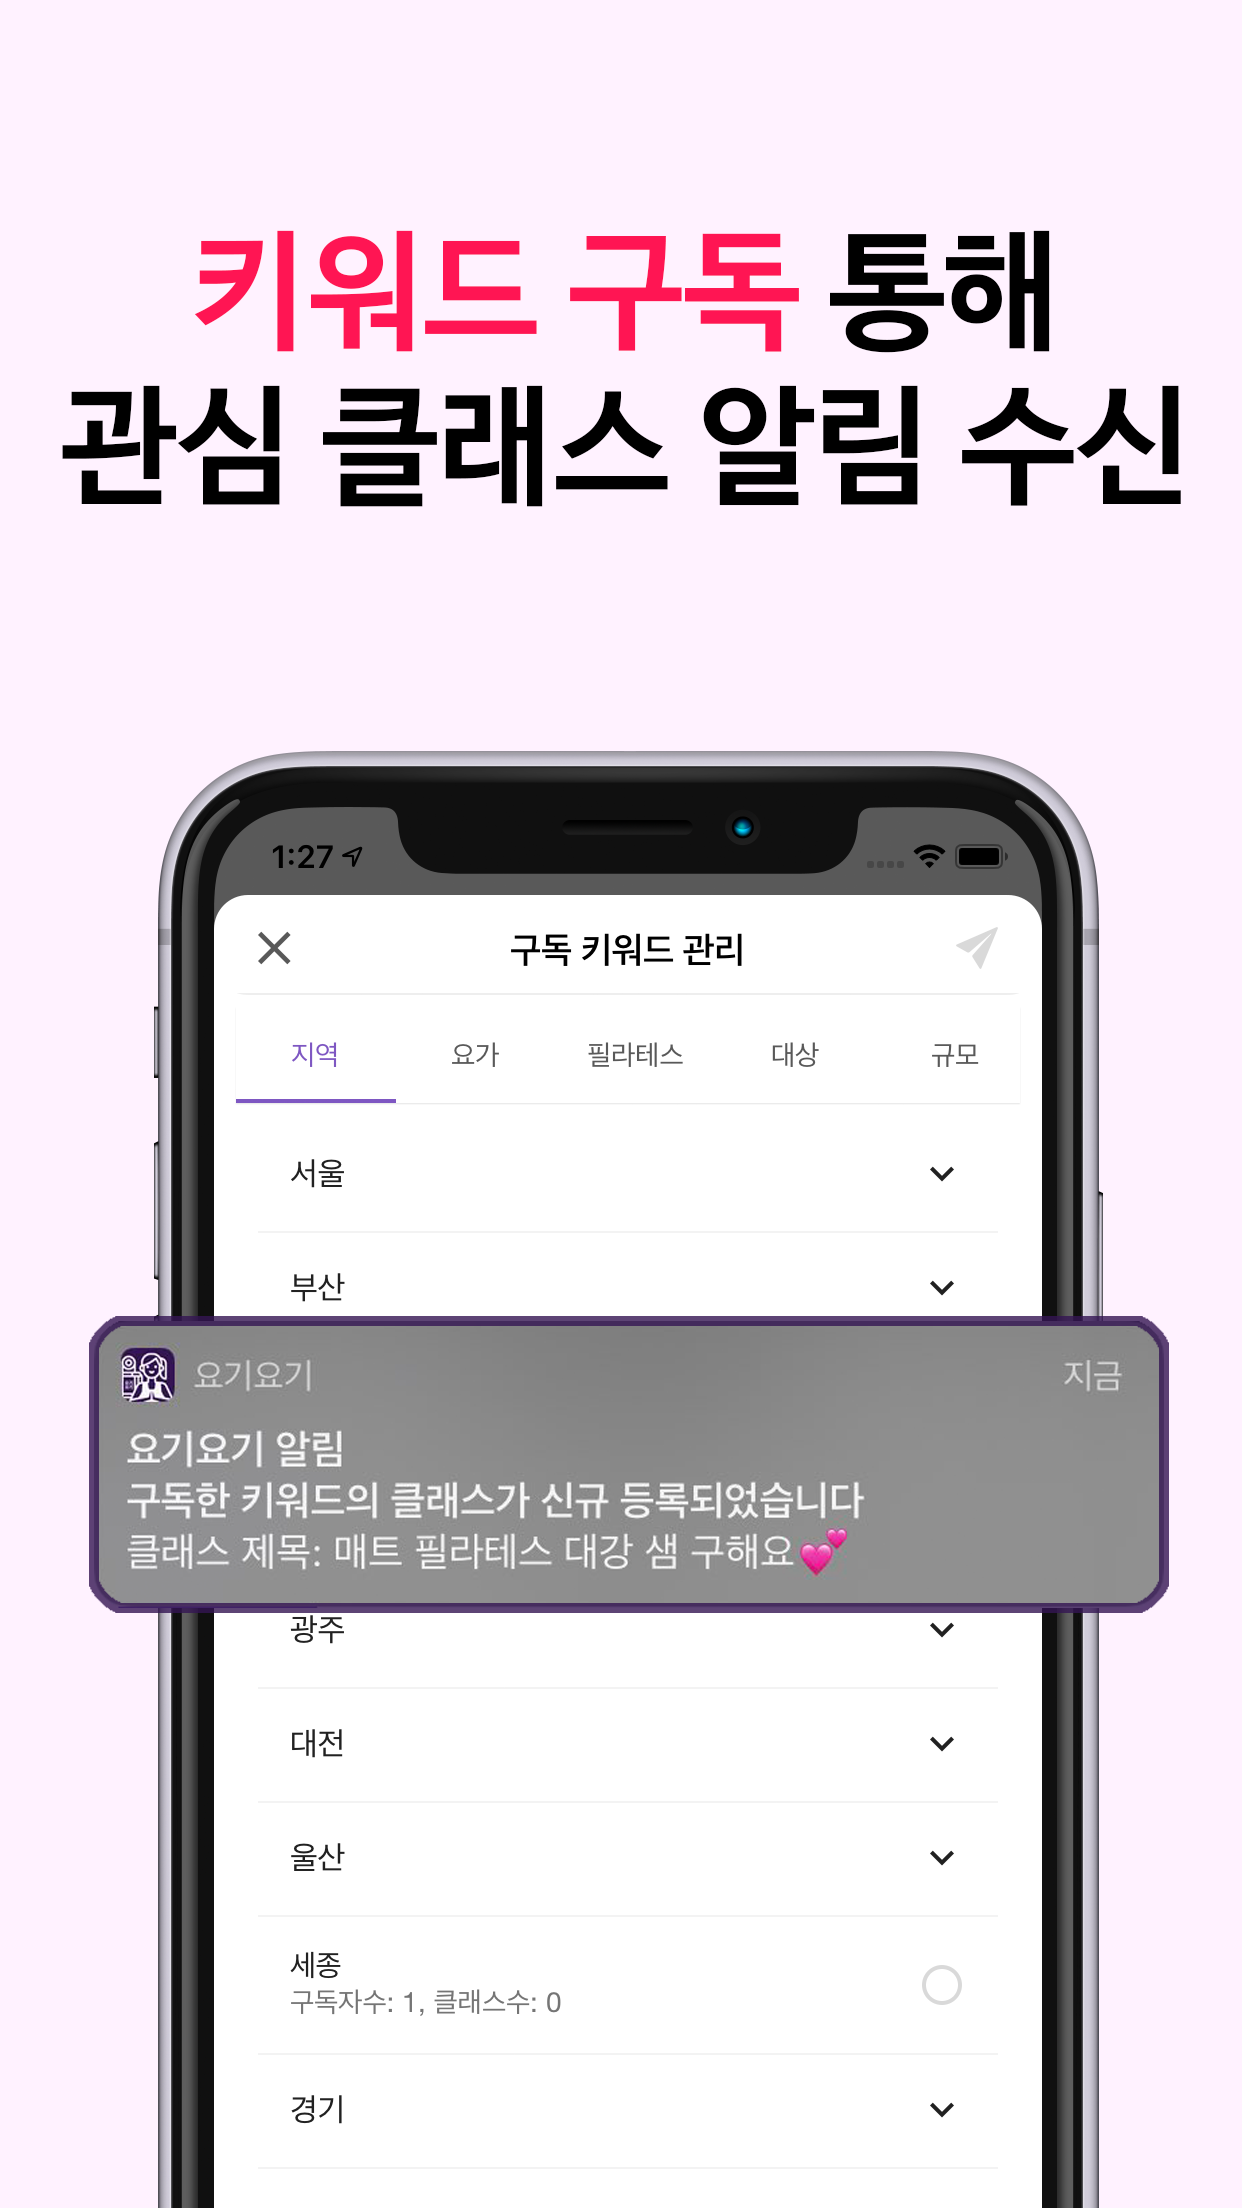 키워드 구독 통해
관심 클래스 알림 수신
1:27
구독 키워드 관리
지역 요가 필라테스 대상 규모
서울
부산
요기요기 지금
요기요기 알림
구독한 키워드의 클래스가 신규 등록되었습니다
클래스 제목: 매트 필라테스 대강 샘 구해요💕
광주
대전
울산
세종
구독자수: 1, 클래스수: 0
경기